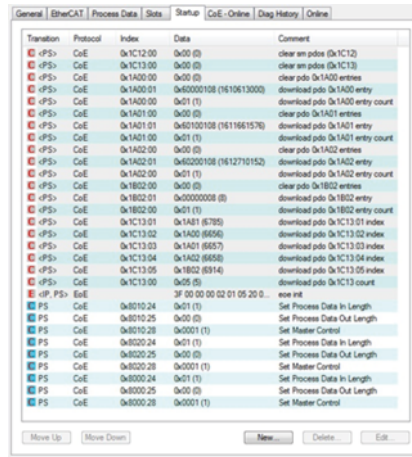 General EtherCAT Process Data Slots Startup CoE - Online Diag History Online
Transition Protocol Index Data Comment
<PS> CoE 0x1C12:00 0x00 (0) clear sm pdos (0x1C12)
<PS> CoE 0x1C13:00 0x00 (0) clear sm pdos (0x1C13)
<PS> CoE 0x1A00:00 0x00 (0) clear pdo 0x1A00 entries
<PS> CoE 0x1A00:01 0x60000108 (1610613000) download pdo 0x1A00 entry
<PS> CoE 0x1A00:00 0x01 (1) download pdo 0x1A00 entry count
<PS> CoE 0x1A01:00 0x00 (0) clear pdo 0x1A01 entries
<PS> CoE 0x1A01:01 0x60100108 (1611661576) download pdo 0x1A01 entry
<PS> CoE 0x1A01:00 0x01 (1) download pdo 0x1A01 entry count
<PS> CoE 0x1A02:00 0x00 (0) clear pdo 0x1A02 entries
<PS> CoE 0x1A02:01 0x60200108 (1612710152) download pdo 0x1A02 entry
<PS> CoE 0x1A02:00 0x01 (1) download pdo 0x1A02 entry count
<PS> CoE 0x1B02:00 0x00 (0) clear pdo 0x1B02 entries
<PS> CoE 0x1B02:01 0x00000008 (8) download pdo 0x1B02 entry
<PS> CoE 0x1B02:00 0x01 (1) download pdo 0x1B02 entry count
<PS> CoE 0x1C13:01 0x1A81 (6785) download pdo 0x1C13:01 index
<PS> CoE 0x1C13:02 0x1A00 (6656) download pdo 0x1C13:02 index
<PS> CoE 0x1C13:03 0x1A01 (6657) download pdo 0x1C13:03 index
<PS> CoE 0x1C13:04 0x1A02 (6658) download pdo 0x1C13:04 index
<PS> CoE 0x1C13:05 0x1B02 (6914) download pdo 0x1C13:05 index
<PS> CoE 0x1C13:00 0x05 (5) download pdo 0x1C13 count
<IP, PS> EoE 3F 00 00 00 02 01 05 20 0... eoe init
PS CoE 0x8010:24 0x01 (1) Set Process Data In Length
PS CoE 0x8010:25 0x00 (0) Set Process Data Out Length
PS CoE 0x8010:28 0x0001 (1) Set Master Control
PS CoE 0x8020:24 0x01 (1) Set Process Data In Length
PS CoE 0x8020:25 0x00 (0) Set Process Data Out Length
PS CoE 0x8020:28 0x0001 (1) Set Master Control
PS CoE 0x8000:24 0x01 (1) Set Process Data In Length
PS CoE 0x8000:25 0x00 (0) Set Process Data Out Length
PS CoE 0x8000:28 0x0001 (1) Set Master Control
Move Up Move Down New... Delete... Edit...